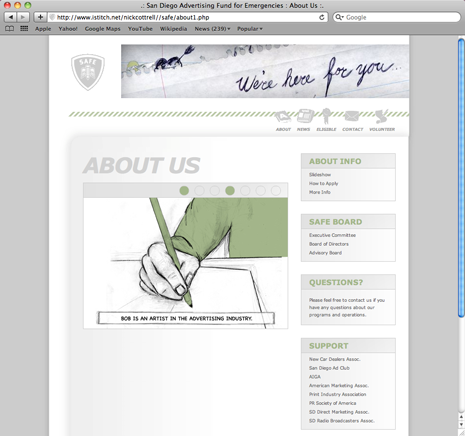 .: San Diego Advertising Fund for Emergencies : About Us :.
http://www.istitch.net/nickcottrell//safe/about1.php
Google
Apple Yahoo! Google Maps YouTube Wikipedia News (239) Popular
SAFE
We're here for you..
ABOUT NEWS ELIGIBLE CONTACT VOLUNTEER
ABOUT US
BOB IS AN ARTIST IN THE ADVERTISING INDUSTRY.
ABOUT INFO
Slideshow
How to Apply
More Info
SAFE BOARD
Executive Committee
Board of Directors
Advisory Board
QUESTIONS?
Please feel free to contact us if you
have any questions about our
programs and operations.
SUPPORT
New Car Dealers Assoc.
San Diego Ad Club
AIGA
American Marketing Assoc.
Print Industry Association
PR Society of America
SD Direct Marketing Assoc.
SD Radio Broadcasters Assoc.